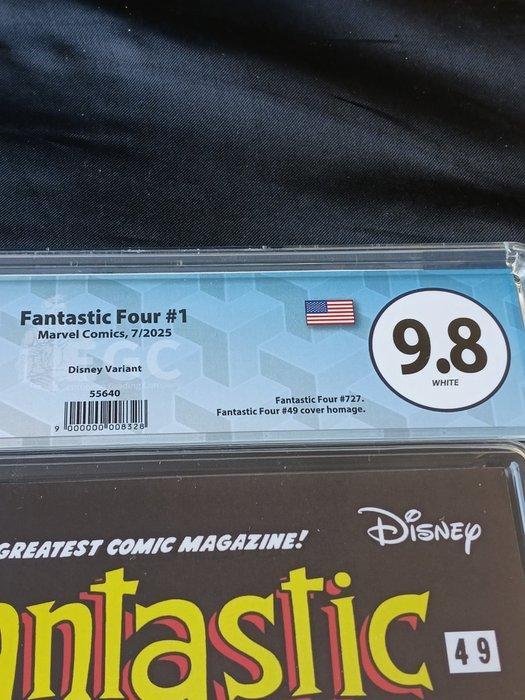 Fantastic Four #1
Marvel Comics, 7/2025
EGC
Disney Variant
55640
9 000000 008328
Fantastic Four #727.
Fantastic Four #49 cover homage.
9.8
WHITE
GREATEST COMIC MAGAZINE!
Disney
antastic
49